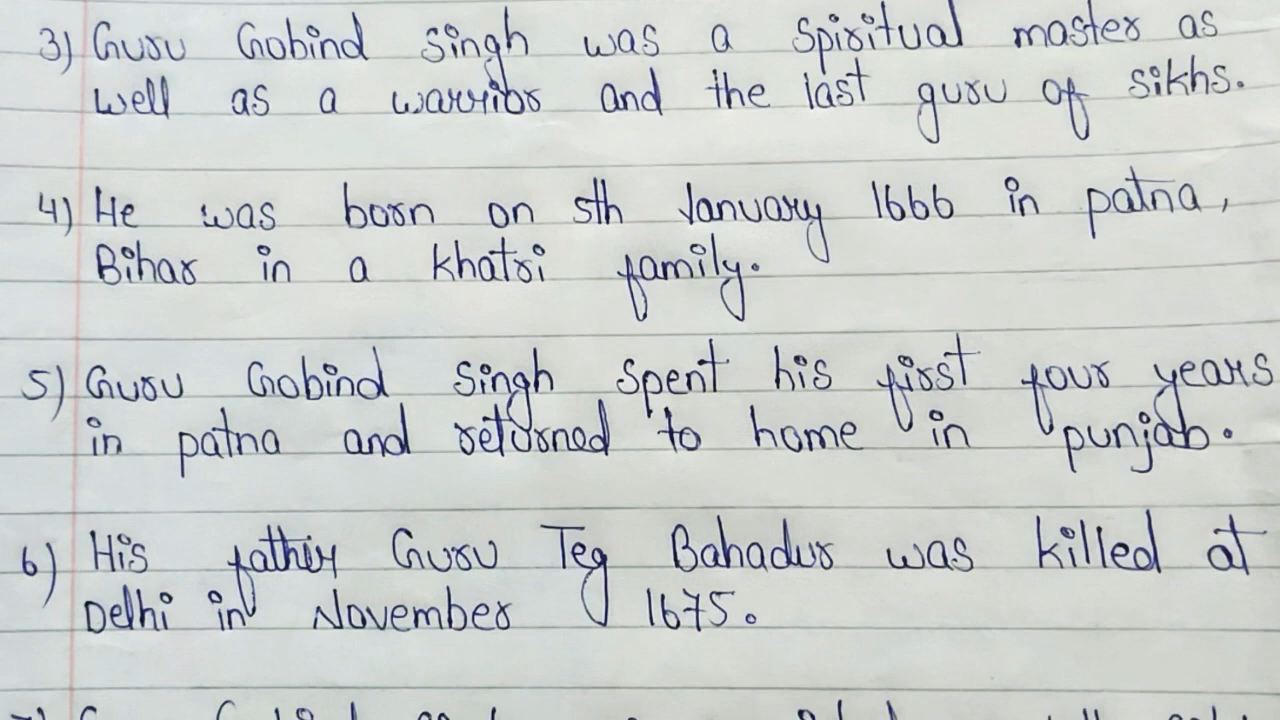 3) Guru Gobind Singh was a Spiritual master as
well as a warrior and the last guru of sikhs.
4) He was born on 5th January 1666 in patna,
Bihar in a khatri family.
5) Guru Gobind Singh spent his first four years
in patna and returned to home in punjab.
6) His father Guru Teg Bahadur was killed at
Delhi in November 1675.